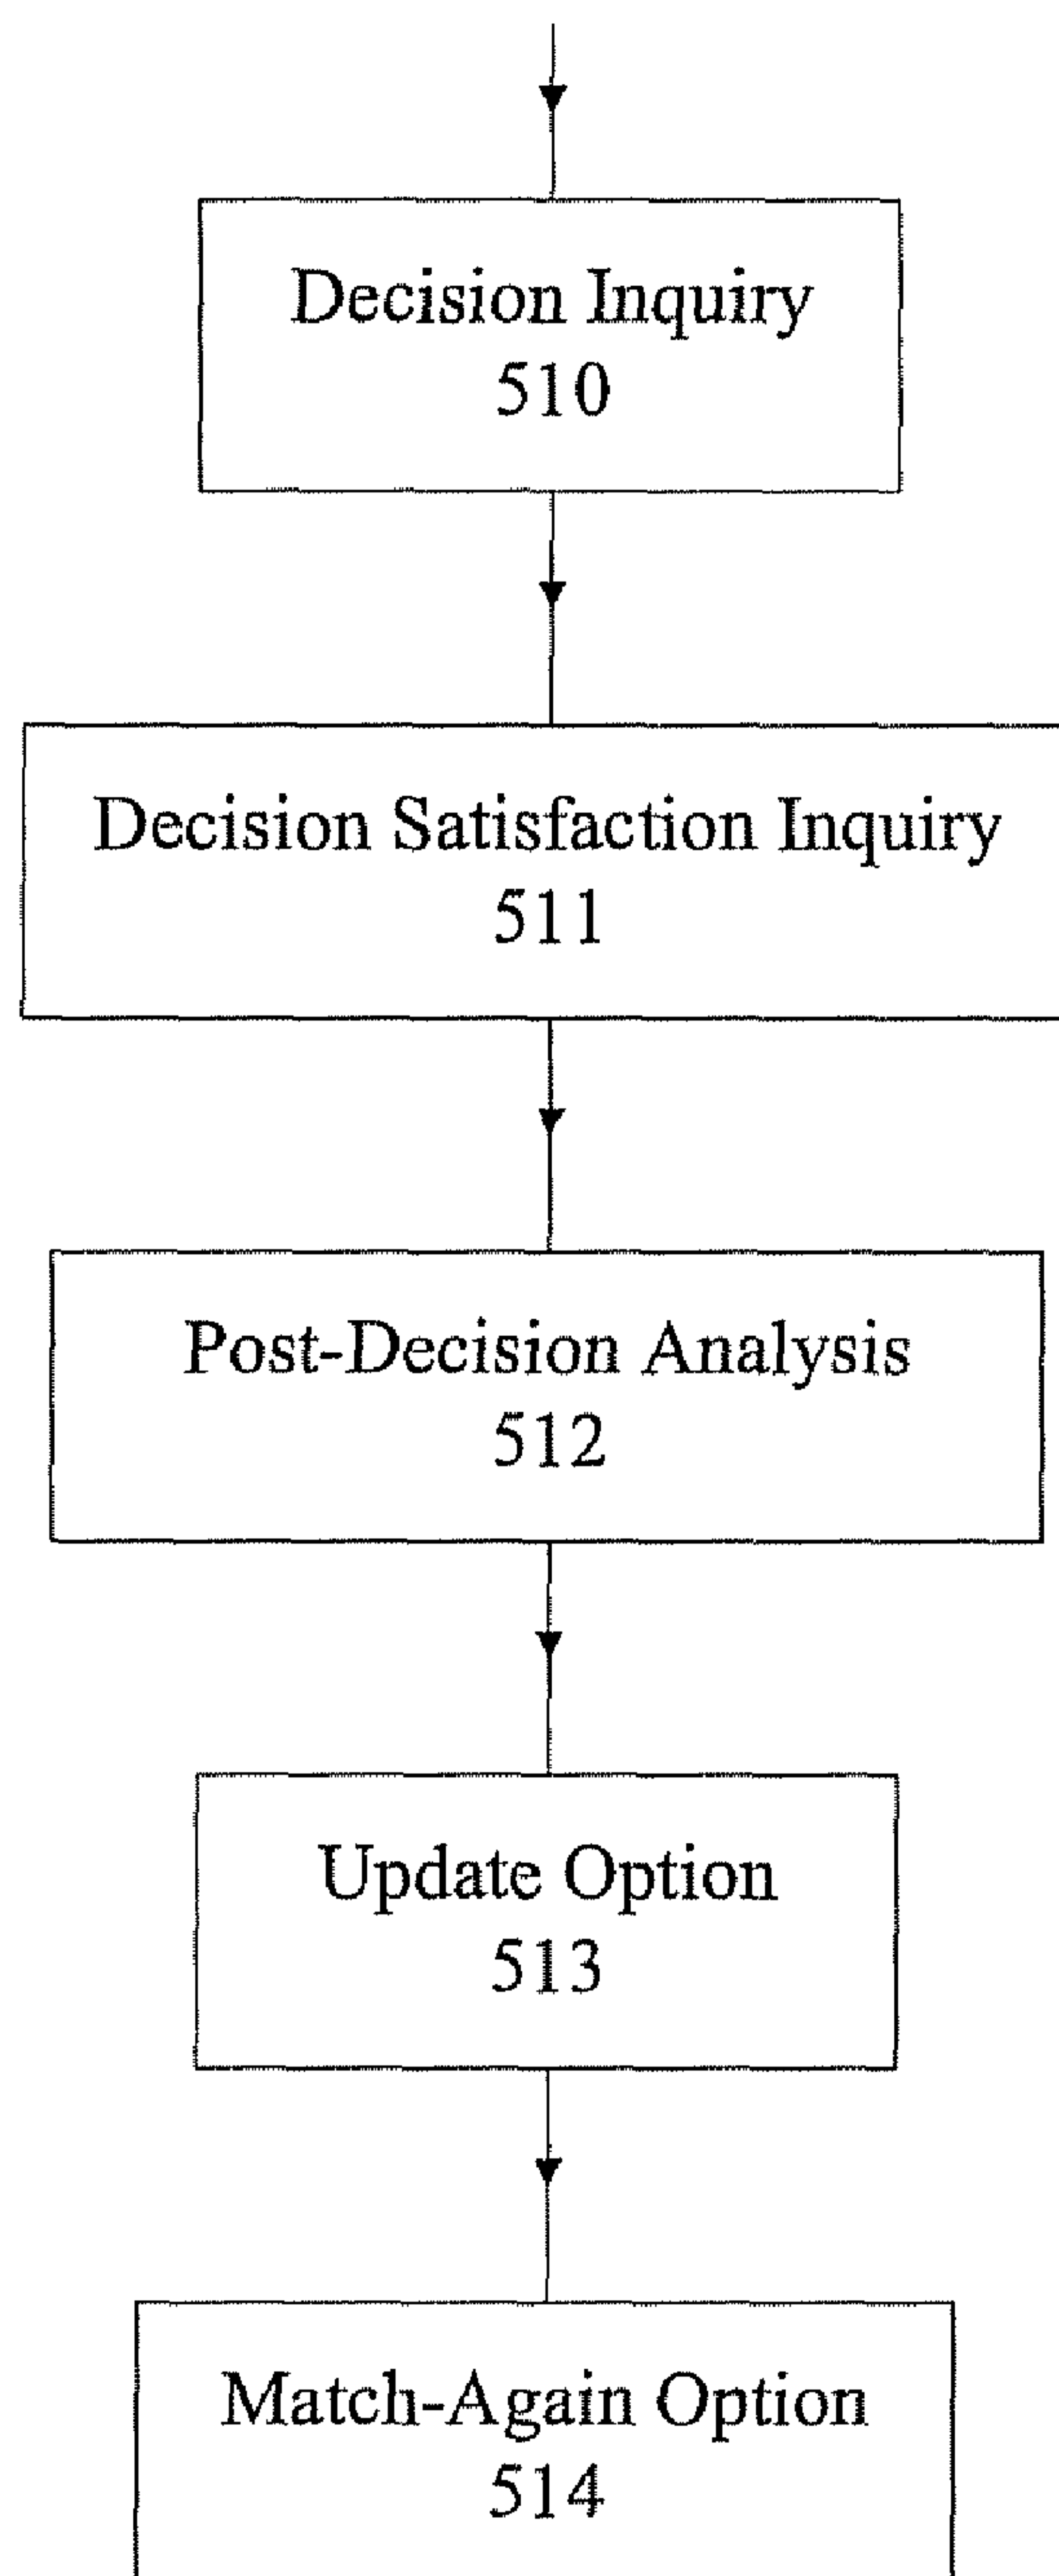 Decision Inquiry
510
Decision Satisfaction Inquiry
511
Post-Decision Analysis
512
Update Option
513
Match-Again Option
514